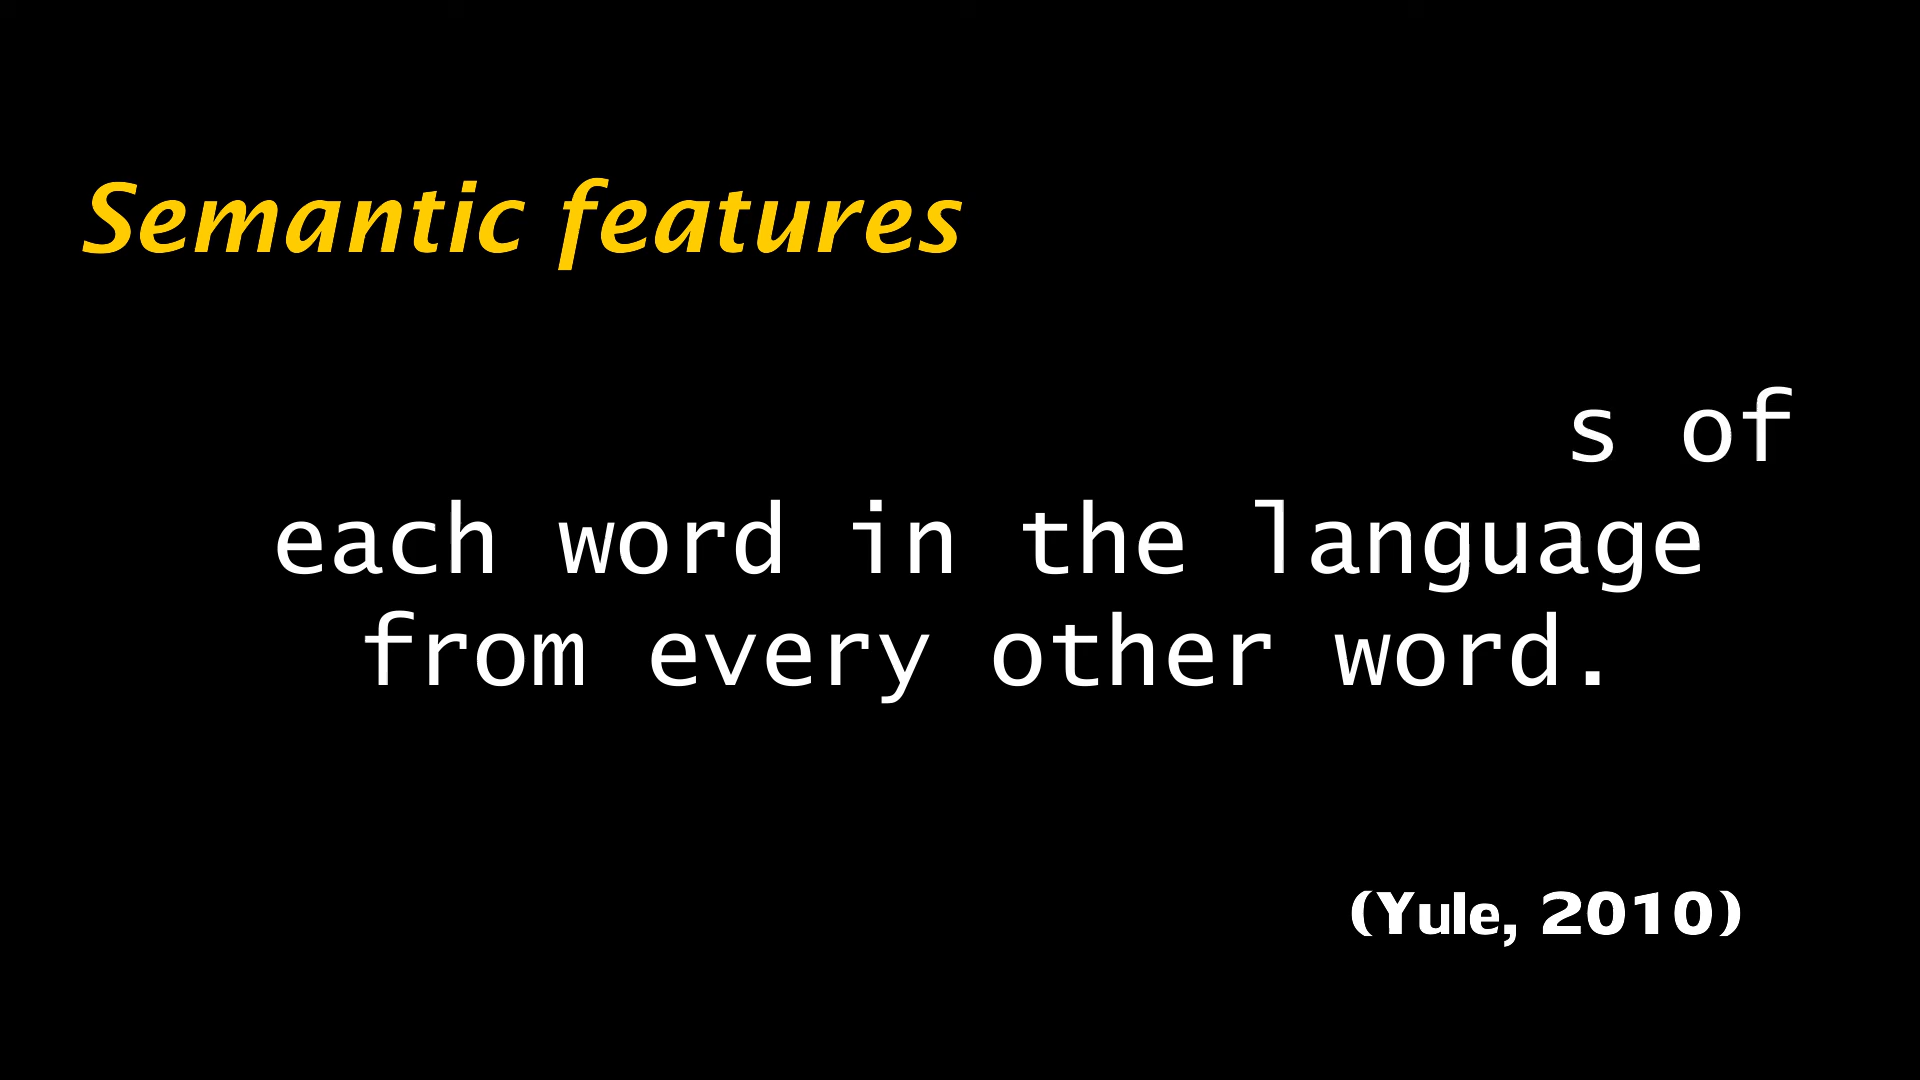 Semantic features
s of
each word in the language
from every other word.
(Yule, 2010)